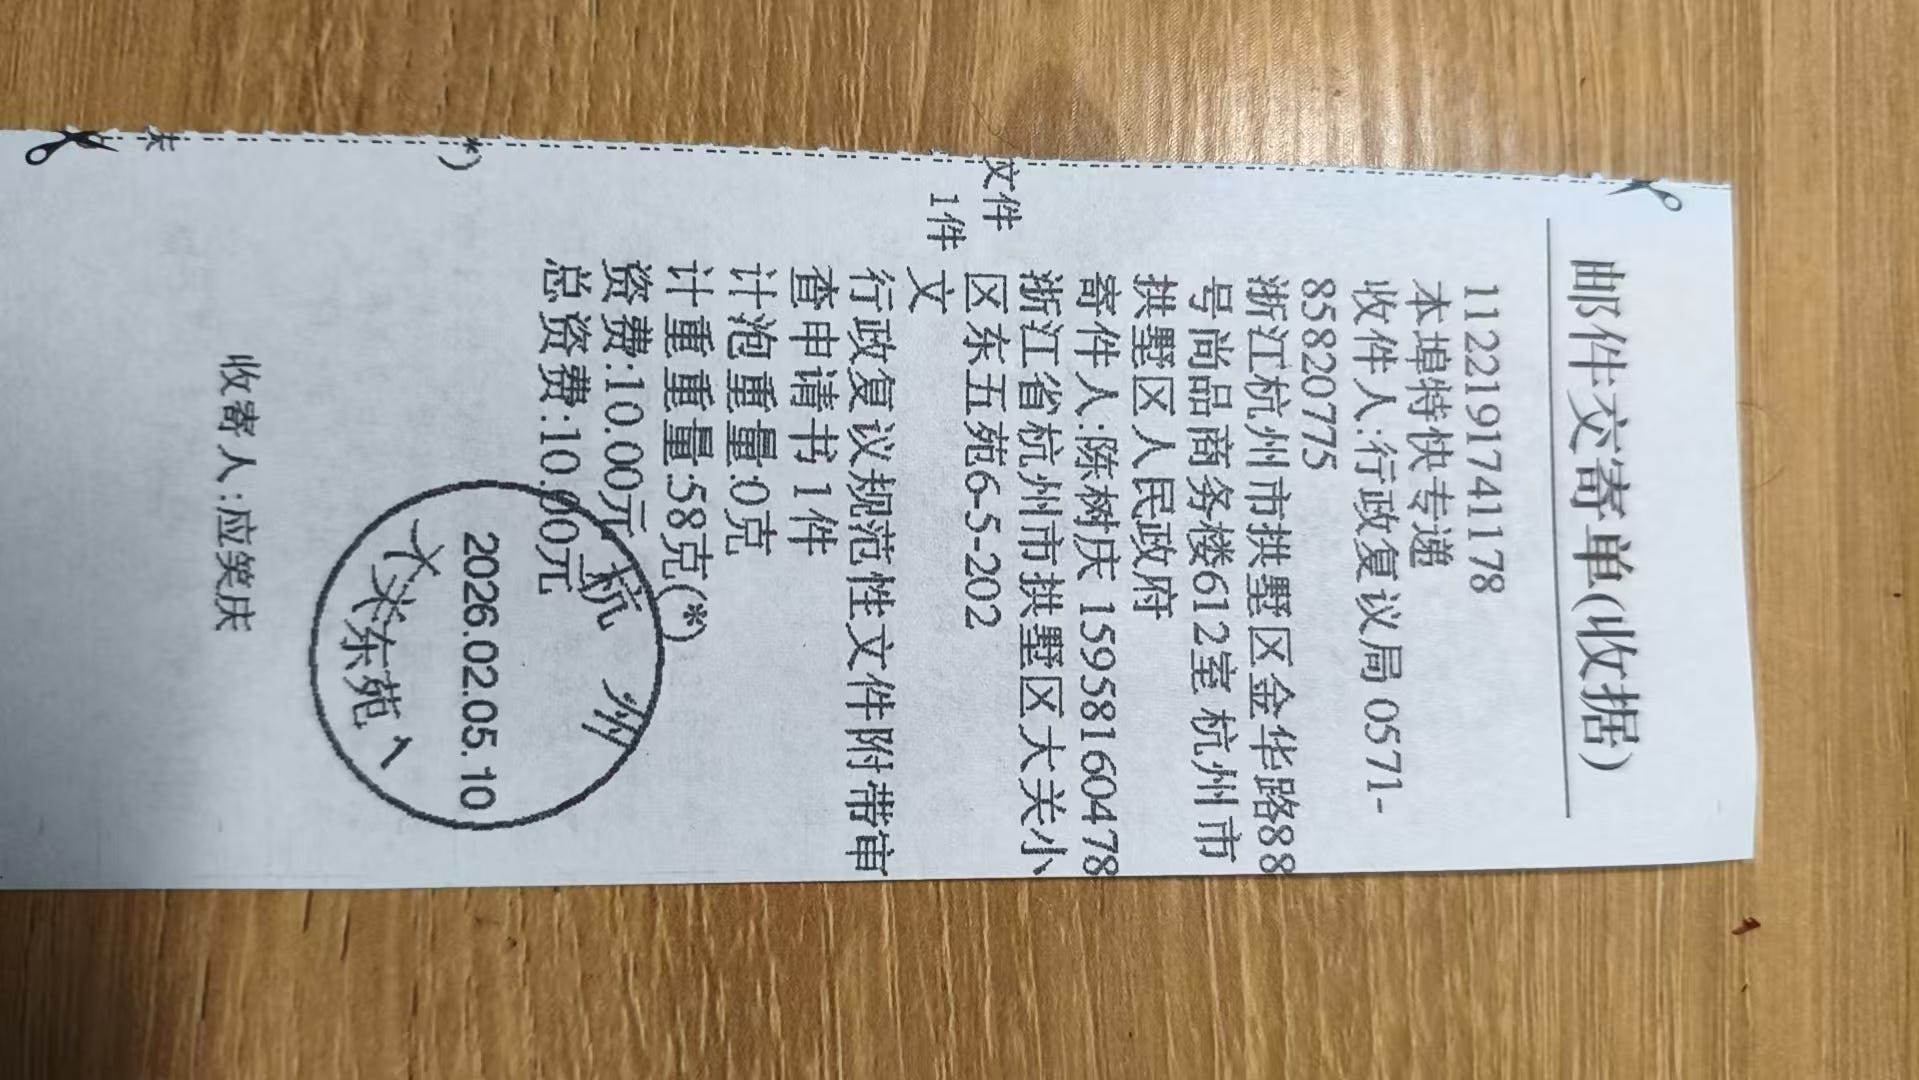 邮件交寄单(收据)
1122191741178
本埠特快专递
收件人:行政复议局 0571-
85820775
浙江杭州市拱墅区金华路88
号尚品商务楼612室 杭州市
拱墅区人民政府
寄件人:陈树庆 15958160478
浙江省杭州市拱墅区大关小
区东五苑6-5-202
文件
1件
文
行政复议规范性文件附带审
查申请书1件
计泡重量:0克
计重重量:58克(*)
资费:10.00元
总资费:10.00元
*)
杭 州
2026.02.05.10
大关东苑
收寄人:应笑庆